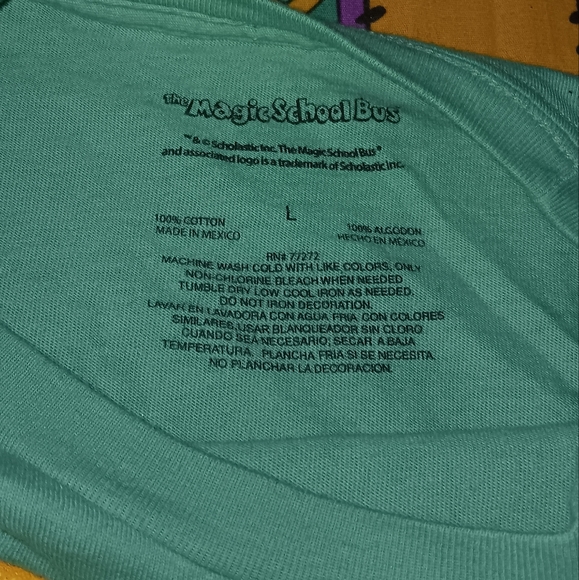 the Magic School Bus
™ & © Scholastic Inc. The Magic School Bus®
and associated logo is a trademark of Scholastic Inc.
L
100% COTTON
MADE IN MEXICO
100% ALGODON
HECHO EN MÉXICO
RN# 77272
MACHINE WASH COLD WITH LIKE COLORS, ONLY
NON-CHLORINE BLEACH WHEN NEEDED
TUMBLE DRY LOW COOL IRON AS NEEDED.
DO NOT IRON DECORATION.
LAVAR EN LAVADORA CON AGUA FRIA CON COLORES
SIMILARES, USAR BLANQUEADOR SIN CLORO
CUANDO SEA NECESARIO; SECAR A BAJA
TEMPERATURA. PLANCHA FRIA SI SE NECESITA.
NO PLANCHAR LA DECORACION.